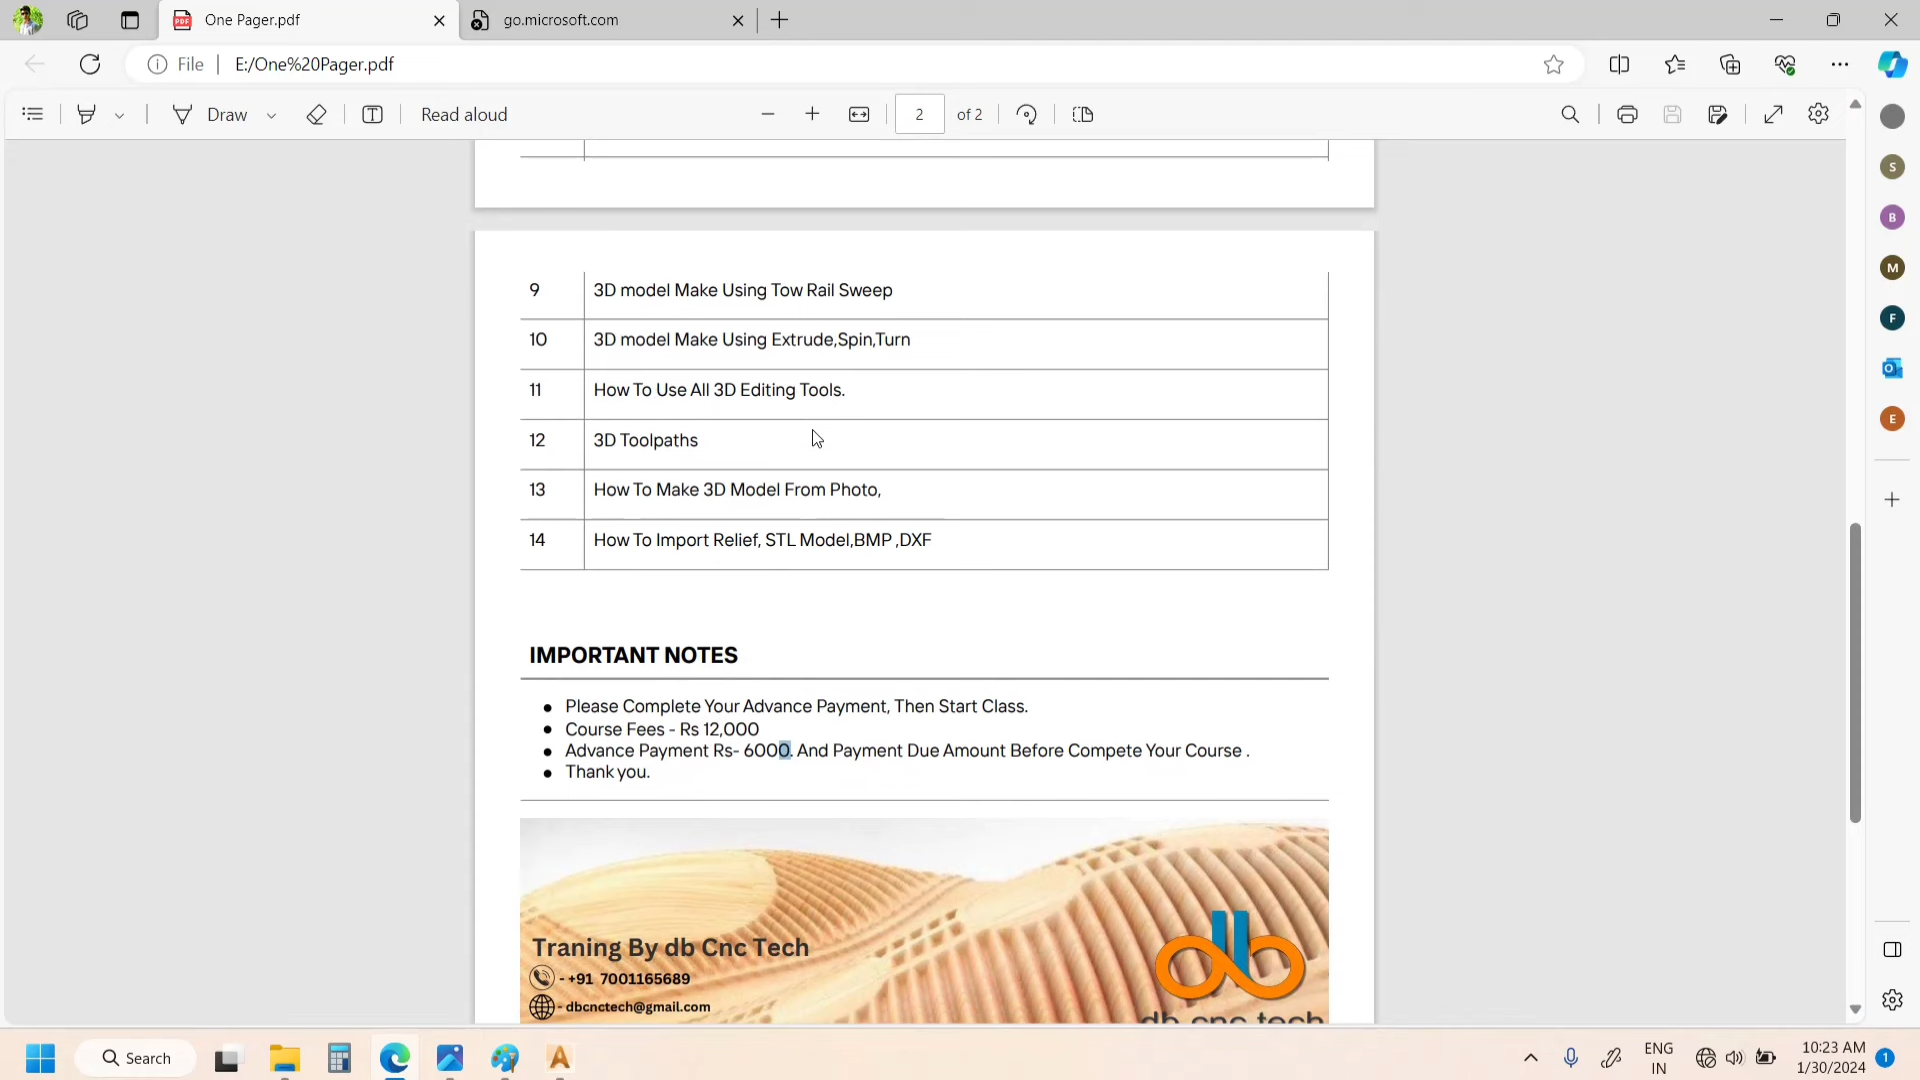 One Pager.pdf
go.microsoft.com
File
E:/One%20Pager.pdf
Draw
Read aloud
2
of 2
S
B
M
F
E
9
3D model Make Using Tow Rail Sweep
10
3D model Make Using Extrude,Spin,Turn
11
How To Use All 3D Editing Tools.
12
3D Toolpaths
13
How To Make 3D Model From Photo,
14
How To Import Relief, STL Model,BMP ,DXF
IMPORTANT NOTES
Please Complete Your Advance Payment, Then Start Class.
Course Fees - Rs 12,000
Advance Payment Rs- 6000. And Payment Due Amount Before Compete Your Course .
Thank you.
Traning By db Cnc Tech
- +91 7001165689
- dbcnctech@gmail.com
db cnc tech
Search
ENG
IN
10:23 AM
1/30/2024
1